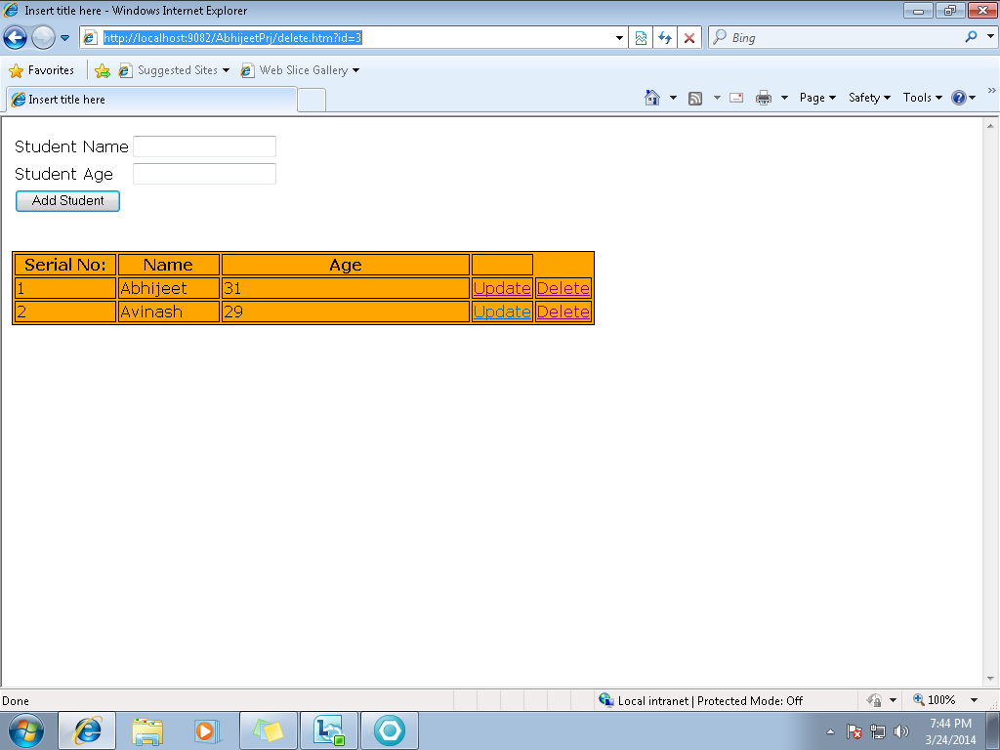 Insert title here - Windows Internet Explorer
http://localhost:9082/AbhijeetPrj/delete.htm?id=3
Bing
Favorites Suggested Sites Web Slice Gallery
Insert title here
Page Safety Tools »
Student Name
Student Age
Add Student
Serial No: Name Age
1 Abhijeet 31 Update Delete
2 Avinash 29 Update Delete
Done Local intranet | Protected Mode: Off 100%
7:44 PM
3/24/2014